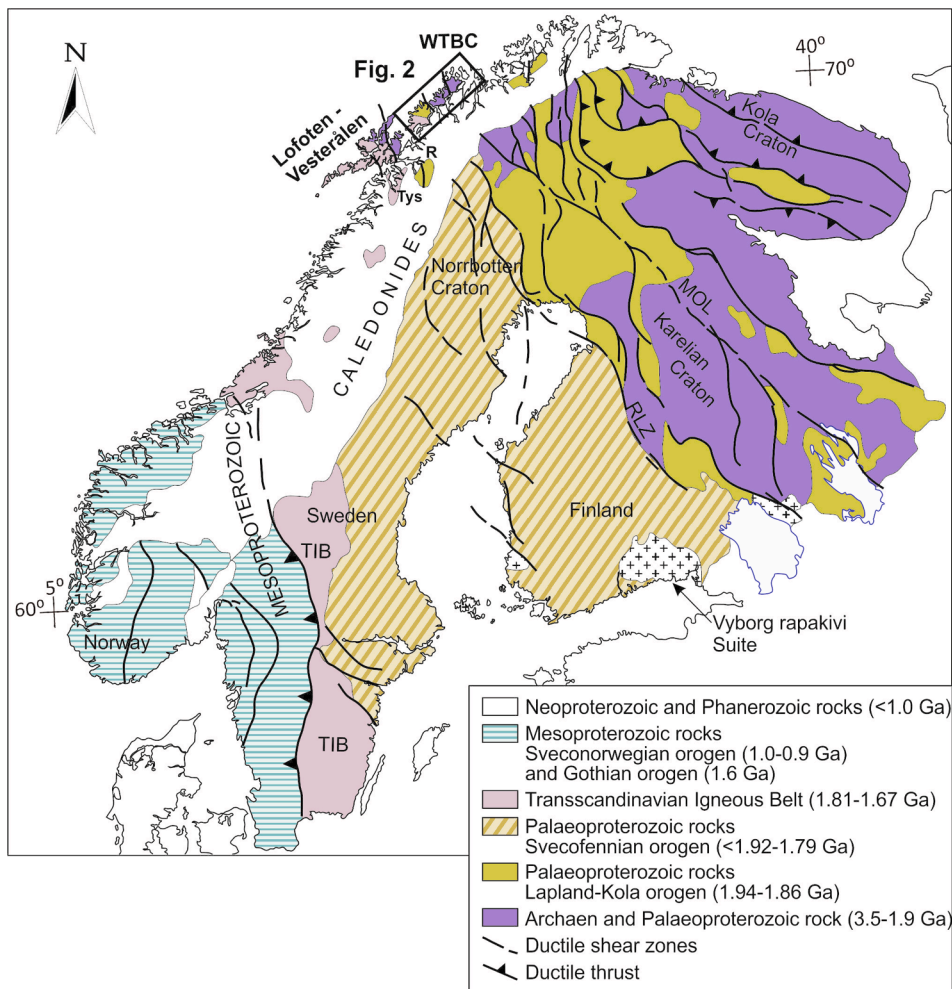 N
WTBC
Fig. 2
40°
70°
Lofoten -
Vesterålen
Kola
Craton
R
Tys
CALEDONIDES
Norrbotten
Craton
MOL
Karelian
Craton
RLZ
MESOPROTEROZOIC
Sweden
TIB
Finland
5°
60°
Norway
Vyborg rapakivi
Suite
TIB
Neoproterozoic and Phanerozoic rocks (<1.0 Ga)
Mesoproterozoic rocks
Sveconorwegian orogen (1.0-0.9 Ga)
and Gothian orogen (1.6 Ga)
Transscandinavian Igneous Belt (1.81-1.67 Ga)
Palaeoproterozoic rocks
Svecofennian orogen (<1.92-1.79 Ga)
Palaeoproterozoic rocks
Lapland-Kola orogen (1.94-1.86 Ga)
Archaen and Palaeoproterozoic rock (3.5-1.9 Ga)
Ductile shear zones
Ductile thrust